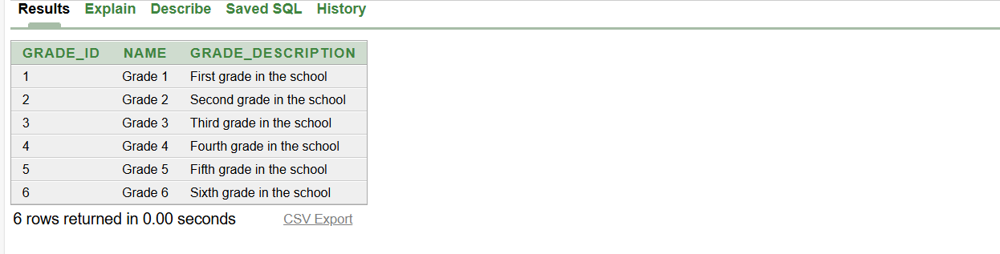 Results Explain Describe Saved SQL History
GRADE_ID NAME GRADE_DESCRIPTION
1 Grade 1 First grade in the school
2 Grade 2 Second grade in the school
3 Grade 3 Third grade in the school
4 Grade 4 Fourth grade in the school
5 Grade 5 Fifth grade in the school
6 Grade 6 Sixth grade in the school
6 rows returned in 0.00 seconds CSV Export